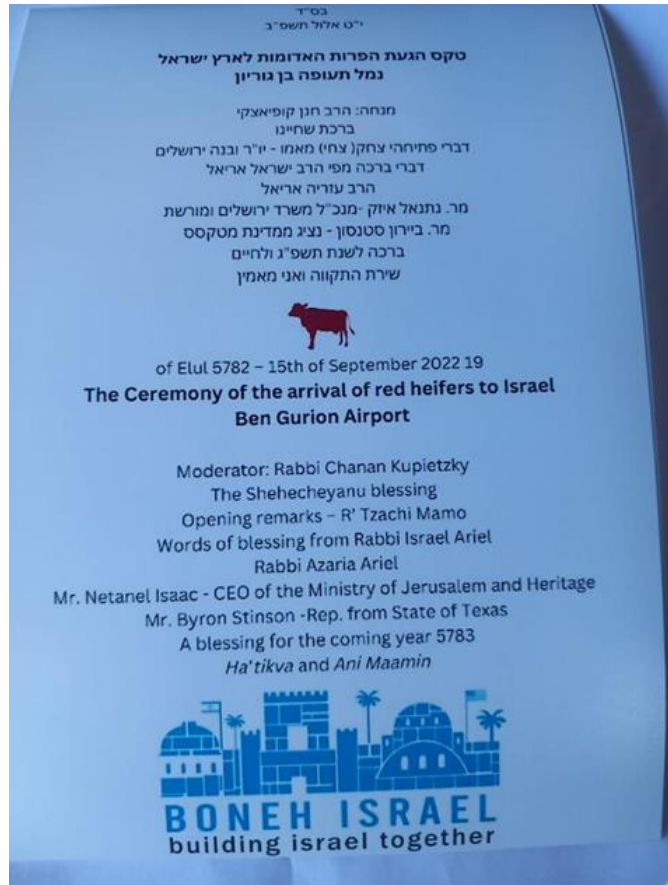 בס״ד
י״ט אלול תשפ״ב
טקס הגעת הפרות האדומות לארץ ישראל
נמל תעופה בן גוריון
מנחה: הרב חנן קופיאצקי
ברכת שהחיינו
דברי פתיחהי צחק( צחי) מאמו - יו״ר ובנה ירושלים
דברי ברכה מפי הרב ישראל אריאל
הרב עזריה אריאל
מר. נתנאל איזק -מנכ״ל משרד ירושלים ומורשת
מר. ביירון סטנסון - נציג ממדינת מטקסס
ברכה לשנת תשפ״ג ולחיים
שירת התקווה ואני מאמין
of Elul 5782 – 15th of September 2022 19
The Ceremony of the arrival of red heifers to Israel
Ben Gurion Airport
Moderator: Rabbi Chanan Kupietzky
The Shehecheyanu blessing
Opening remarks – R' Tzachi Mamo
Words of blessing from Rabbi Israel Ariel
Rabbi Azaria Ariel
Mr. Netanel Isaac - CEO of the Ministry of Jerusalem and Heritage
Mr. Byron Stinson -Rep. from State of Texas
A blessing for the coming year 5783
Ha'tikva and Ani Maamin
BONEH ISRAEL
building israel together